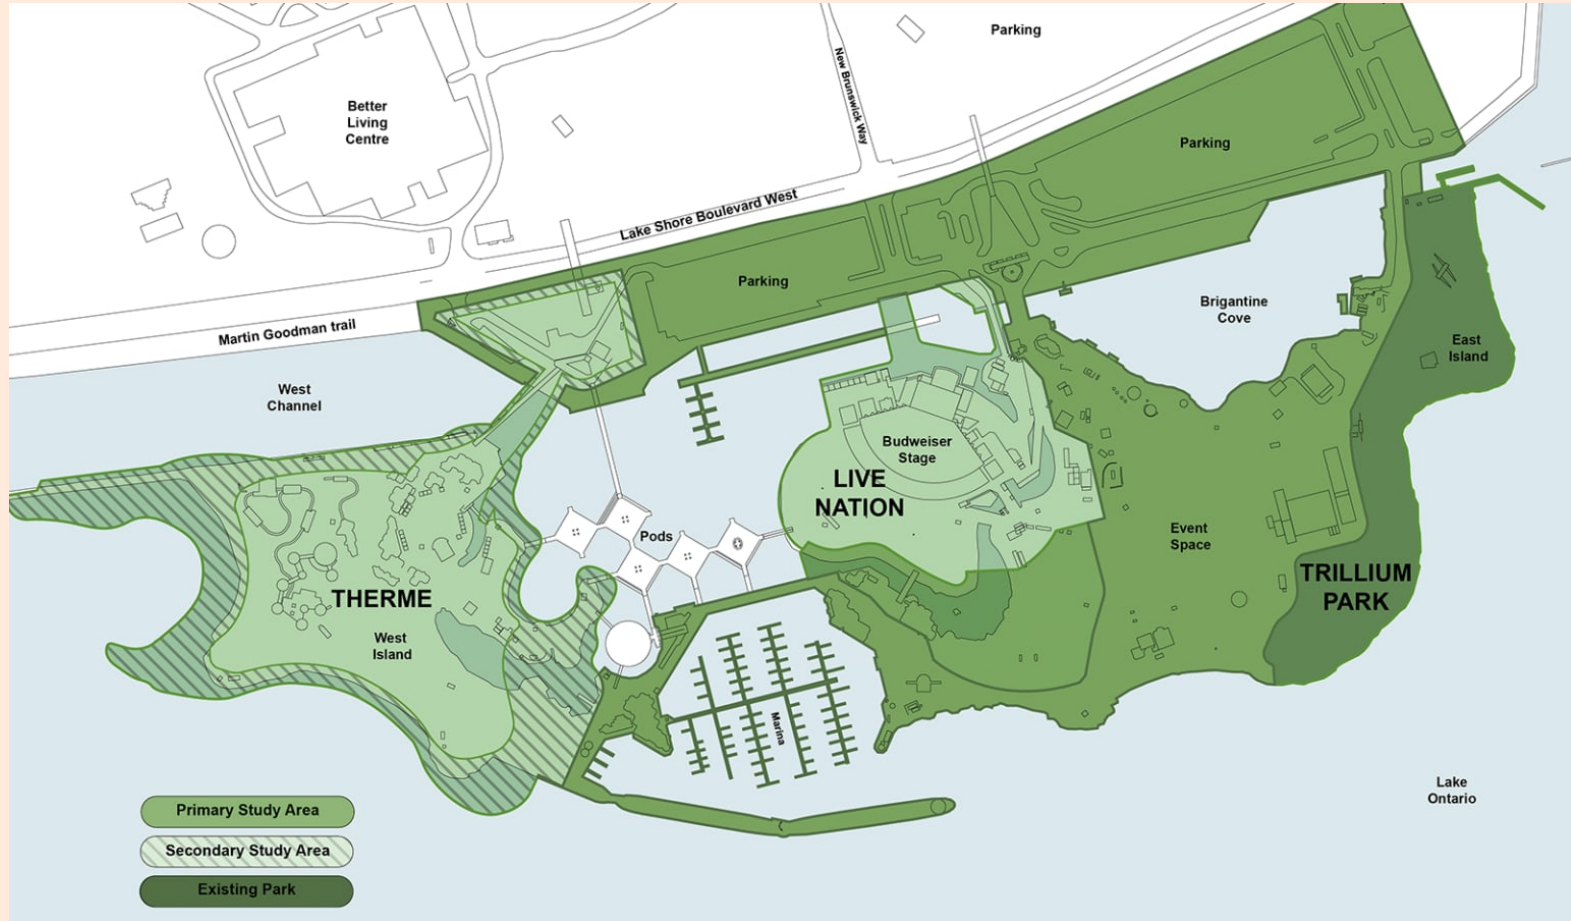 Parking
New Brunswick Way
Better
Living
Centre
Parking
Lake Shore Boulevard West
Parking
Martin Goodman trail
Brigantine
Cove
East
Island
West
Channel
Budweiser
Stage
LIVE
NATION
Pods
Event
Space
TRILLIUM
PARK
THERME
West
Island
Marina
Lake
Ontario
Primary Study Area
Secondary Study Area
Existing Park